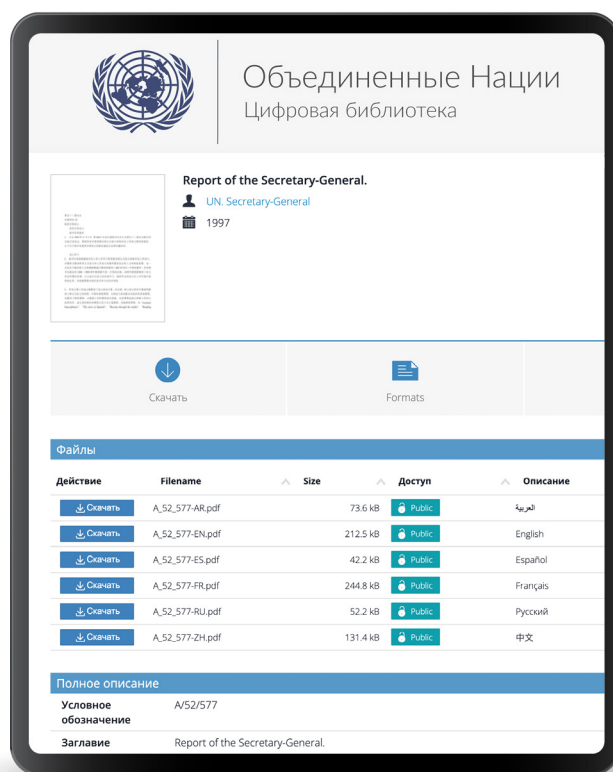 Объединенные Нации
Цифровая библиотека
Report of the Secretary-General.
UN. Secretary-General
1997
Скачать
Formats
Файлы
Действие Filename Size Доступ Описание
Скачать A_52_577-AR.pdf 73.6 kB Public العربية
Скачать A_52_577-EN.pdf 212.5 kB Public English
Скачать A_52_577-ES.pdf 42.2 kB Public Español
Скачать A_52_577-FR.pdf 244.8 kB Public Français
Скачать A_52_577-RU.pdf 52.2 kB Public Русский
Скачать A_52_577-ZH.pdf 131.4 kB Public 中文
Полное описание
Условное A/52/577
обозначение
Заглавие Report of the Secretary-General.